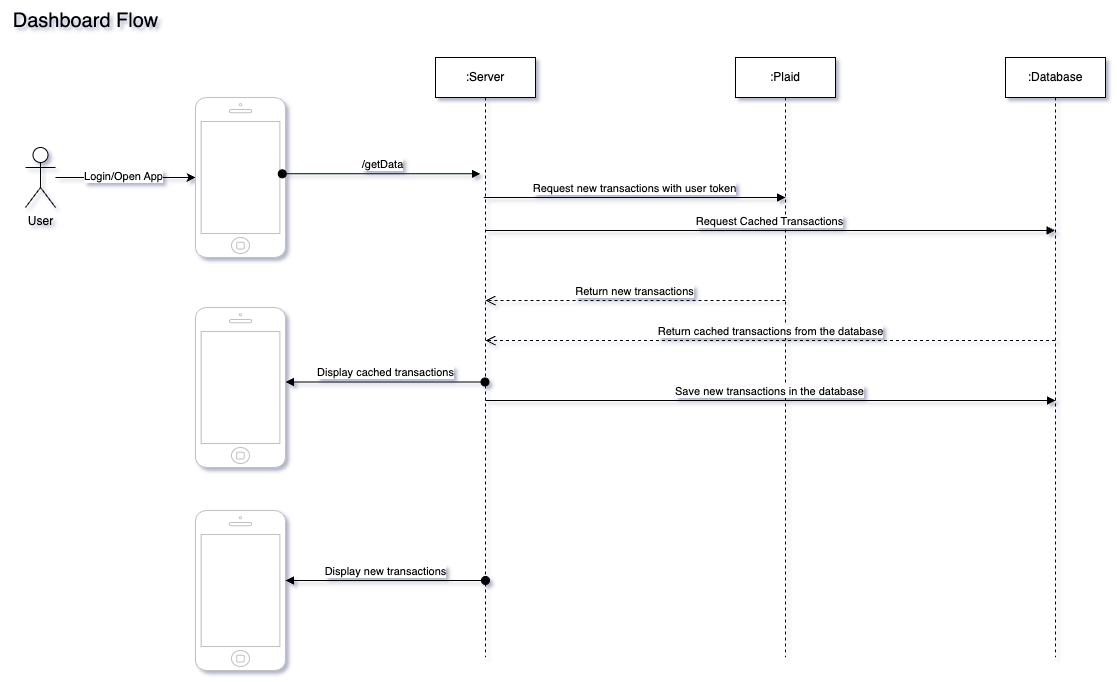 Dashboard Flow
:Server
:Plaid
:Database
/getData
Login/Open App
Request new transactions with user token
User
Request Cached Transactions
Return new transactions
Return cached transactions from the database
Display cached transactions
Save new transactions in the database
Display new transactions